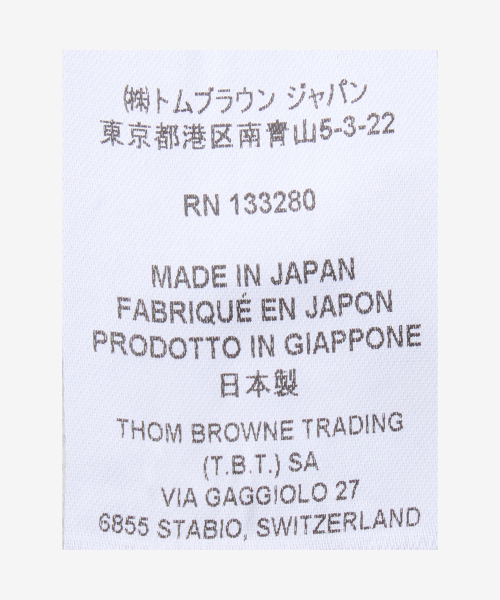 ㈱トムブラウン ジャパン
東京都港区南青山5-3-22
RN 133280
MADE IN JAPAN
FABRIQUÉ EN JAPON
PRODOTTO IN GIAPPONE
日本製
THOM BROWNE TRADING
(T.B.T.) SA
VIA GAGGIOLO 27
6855 STABIO, SWITZERLAND